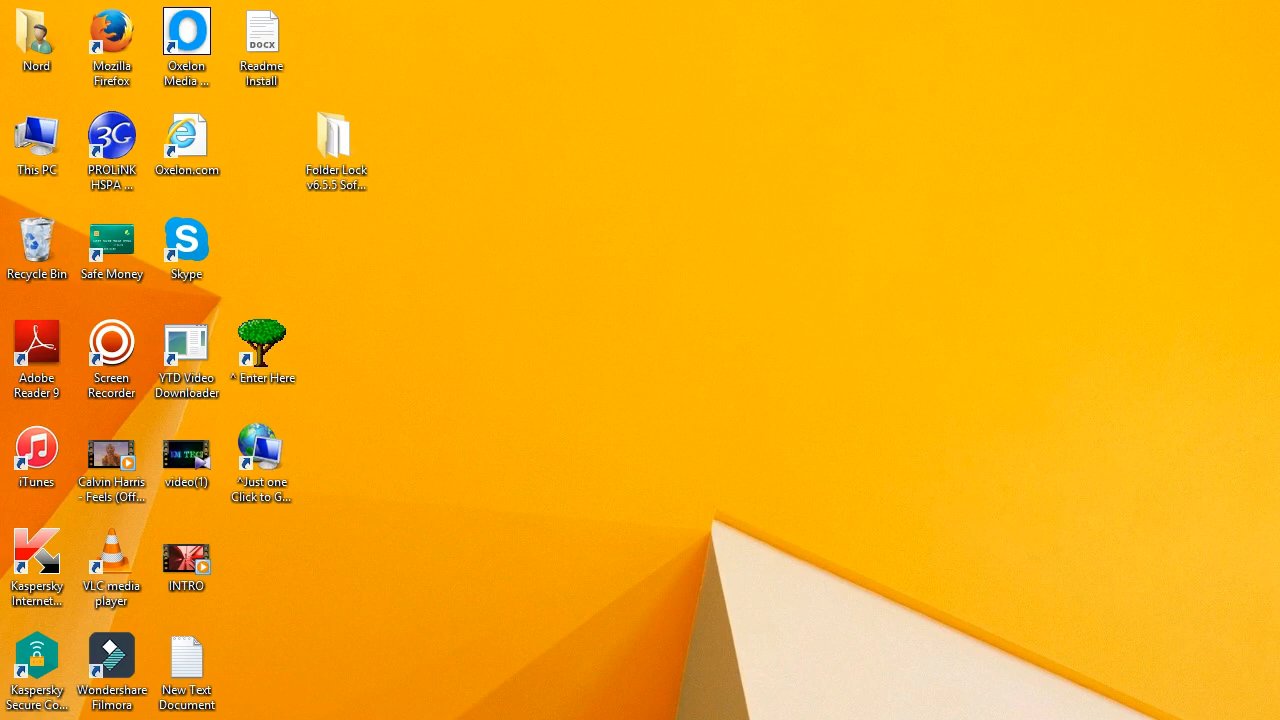 Nord
Mozilla
Firefox
Oxelon
Media ...
DOCX
Readme
Install
This PC
3G
PROLiNK
HSPA ...
Oxelon.com
Folder Lock
v6.5.5 Sof...
Recycle Bin
Safe Money
Skype
Adobe
Reader 9
Screen
Recorder
YTD Video
Downloader
^ Enter Here
iTunes
Calvin Harris
- Feels (Off...
video(1)
^Just one
Click to G...
Kaspersky
Internet...
VLC media
player
INTRO
Kaspersky
Secure Co...
Wondershare
Filmora
New Text
Document